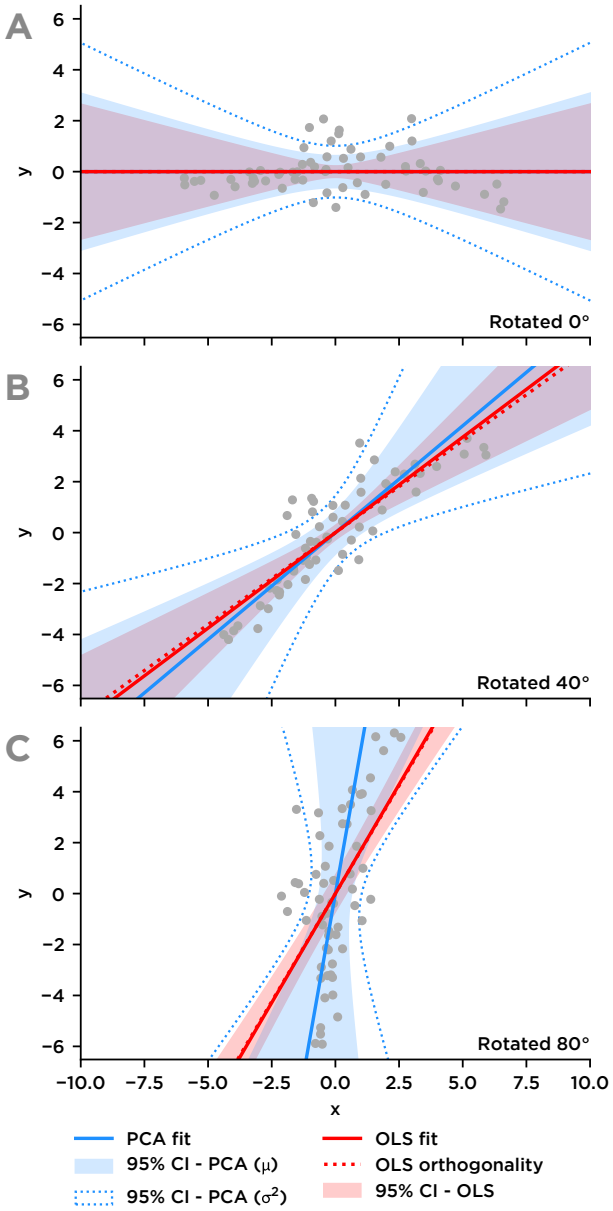 A
6
4
2
y
0
−2
−4
−6
Rotated 0°
B
6
4
2
y
0
−2
−4
−6
Rotated 40°
C
6
4
2
y
0
−2
−4
−6
Rotated 80°
−10.0 −7.5 −5.0 −2.5 0.0 2.5 5.0 7.5 10.0
x
PCA fit OLS fit
95% CI - PCA (μ) OLS orthogonality
95% CI - PCA (σ²) 95% CI - OLS